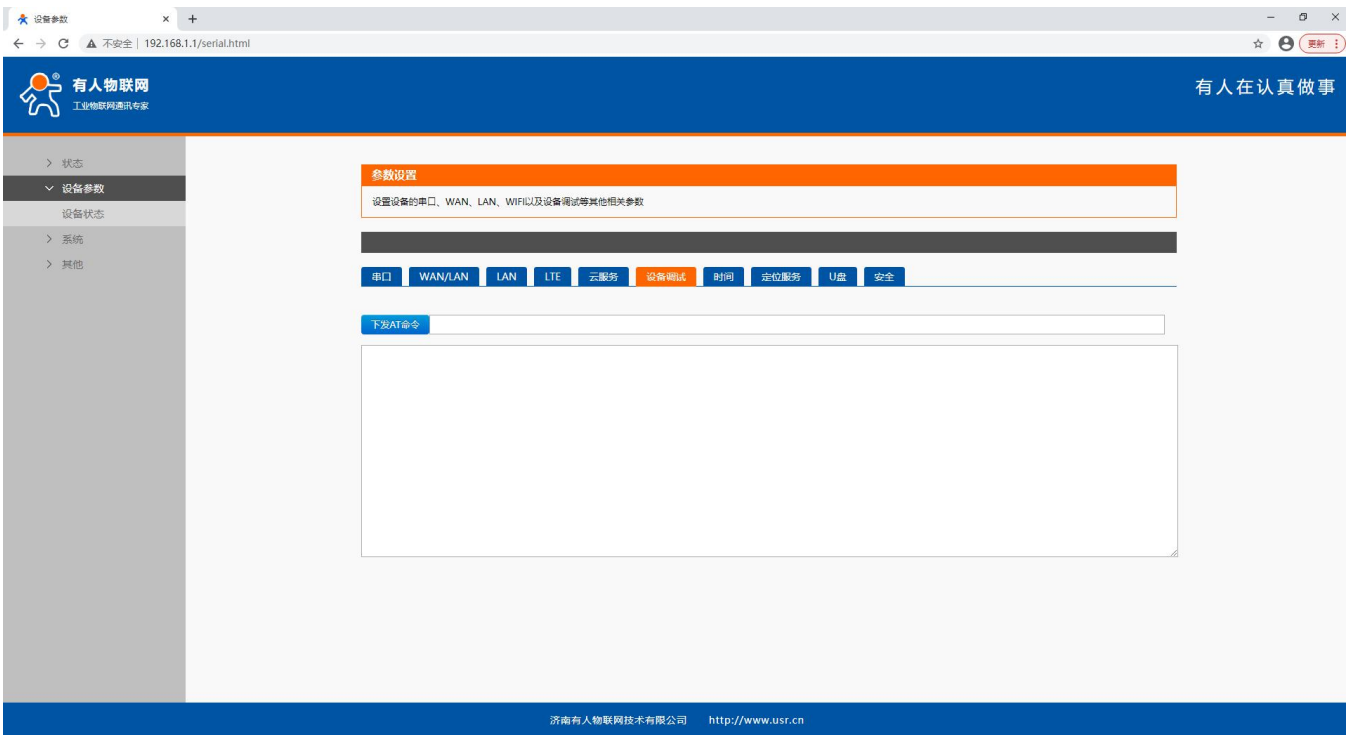 设备参数
不安全 | 192.168.1.1/serial.html
更新
有人物联网
®
工业物联网通讯专家
有人在认真做事
状态
设备参数
设备状态
系统
其他
参数设置
设置设备的串口、WAN、LAN、WIFI以及设备调试等其他相关参数
串口 WAN/LAN LAN LTE 云服务 设备调试 时间 定位服务 U盘 安全
下发AT命令
济南有人物联网技术有限公司 http://www.usr.cn